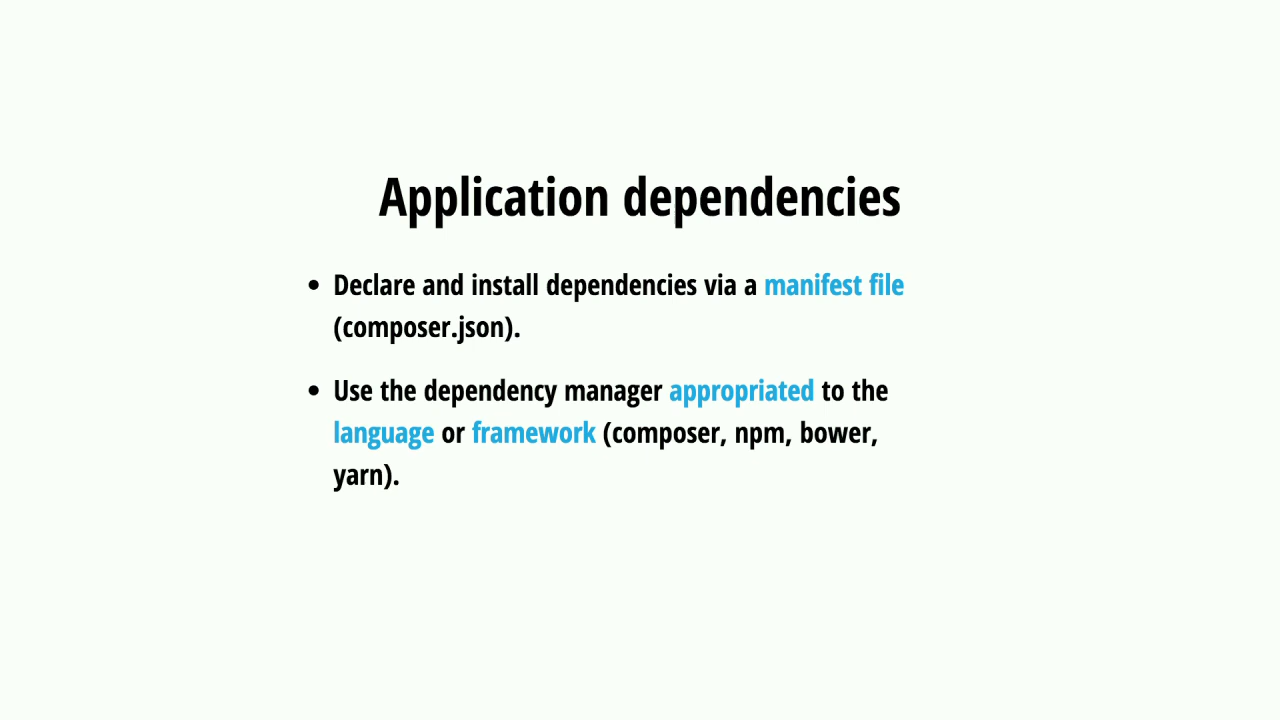 Application dependencies
• Declare and install dependencies via a manifest file
(composer.json).
• Use the dependency manager appropriated to the
language or framework (composer, npm, bower,
yarn).